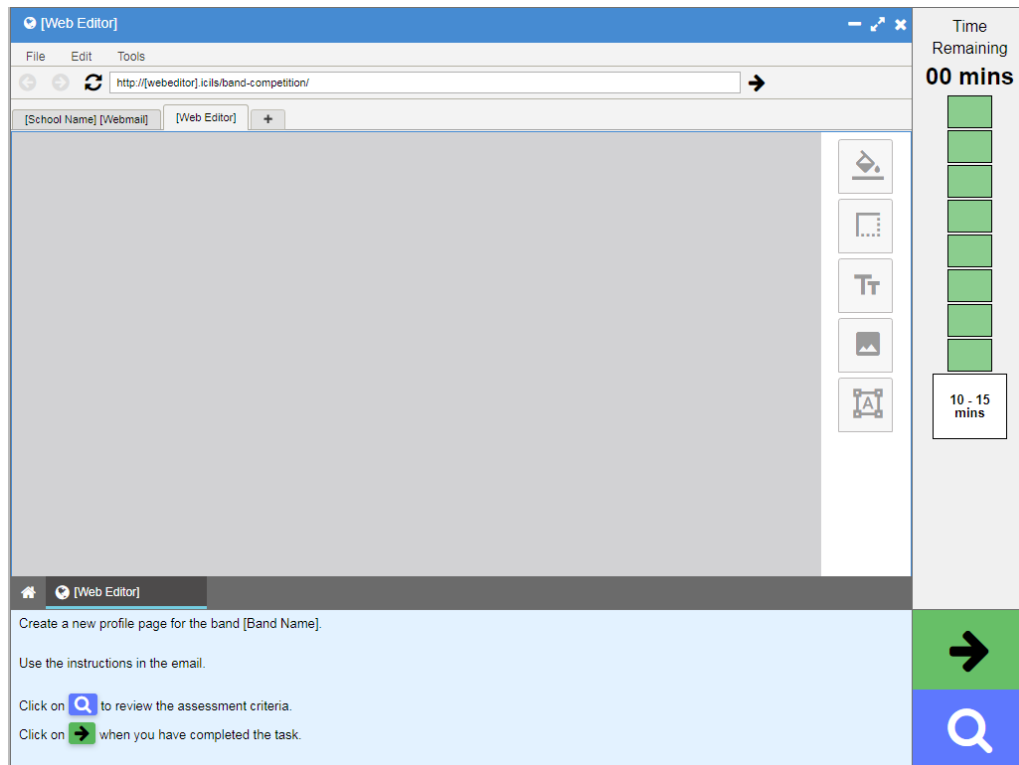 [Web Editor]
File Edit Tools
http://[webeditor].icils/band-competition/
[School Name] [Webmail] [Web Editor] +
Tт
A
[Web Editor]
Create a new profile page for the band [Band Name].
Use the instructions in the email.
Click on to review the assessment criteria.
Click on when you have completed the task.
Time
Remaining
00 mins
10 - 15
mins